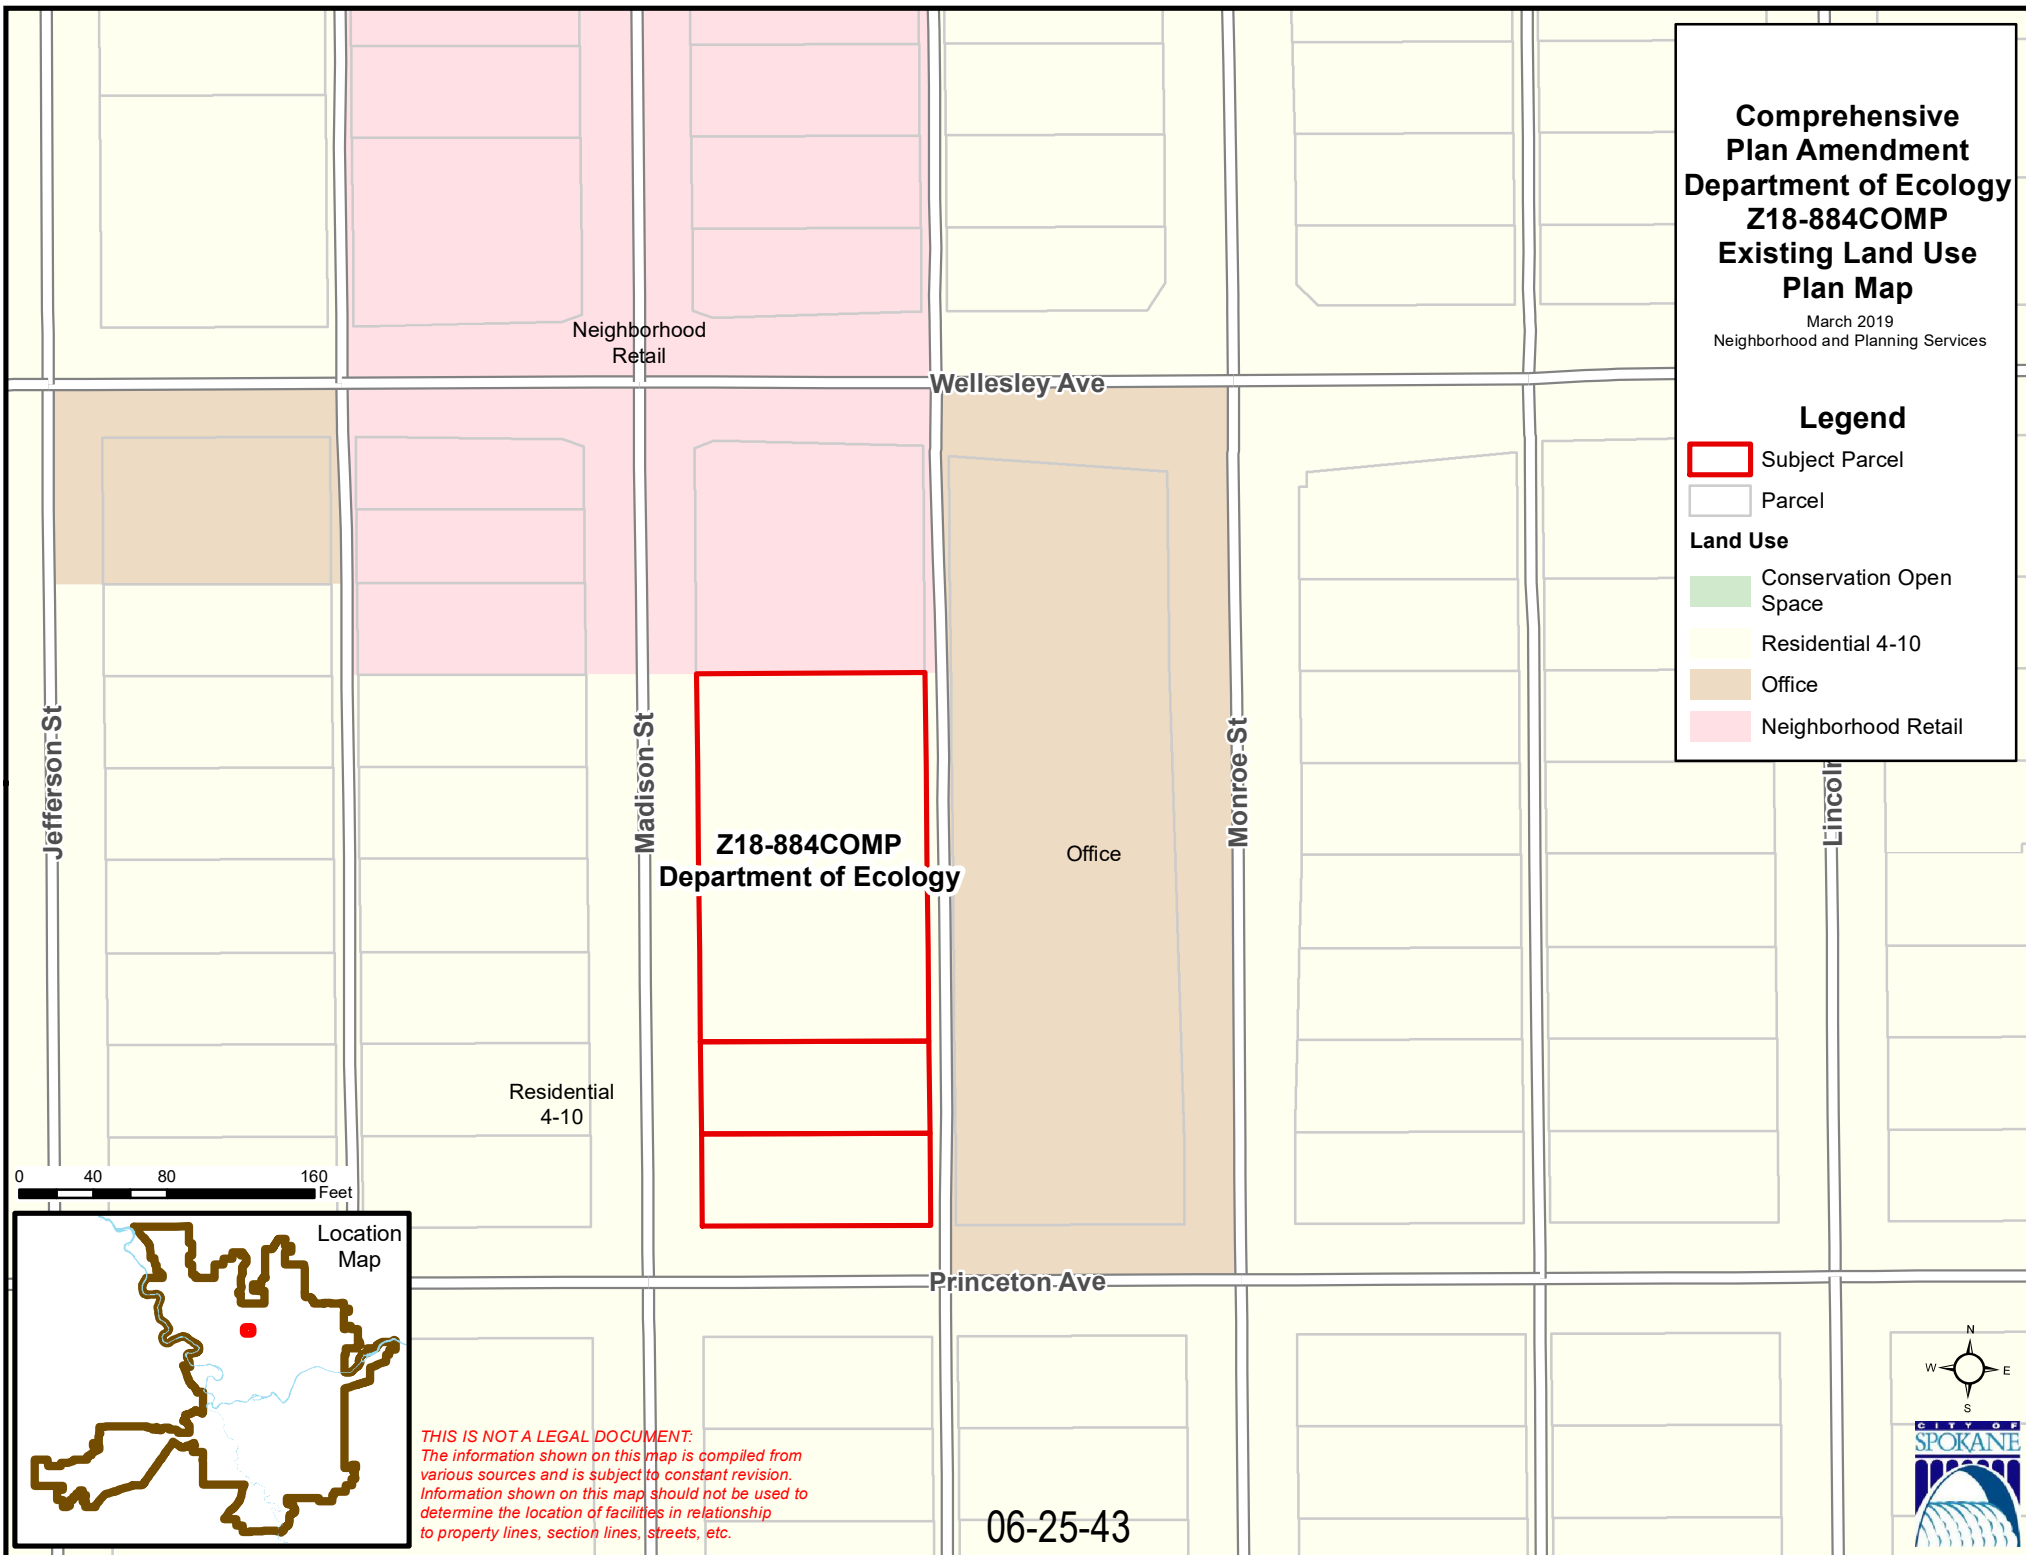 Comprehensive
Plan Amendment
Department of Ecology
Z18-884COMP
Existing Land Use
Plan Map
March 2019
Neighborhood and Planning Services
Legend
Subject Parcel
Parcel
Land Use
Conservation Open
Space
Residential 4-10
Office
Neighborhood Retail
Neighborhood
Retail
Wellesley Ave
Jefferson St
Madison St
Monroe St
Lincoln
Z18-884COMP
Department of Ecology
Office
Residential
4-10
0 40 80 160
Feet
Location
Map
Princeton Ave
N
W E
S
THIS IS NOT A LEGAL DOCUMENT:
The information shown on this map is compiled from
various sources and is subject to constant revision.
Information shown on this map should not be used to
determine the location of facilities in relationship
to property lines, section lines, streets, etc.
06-25-43
CITY OF
SPOKANE